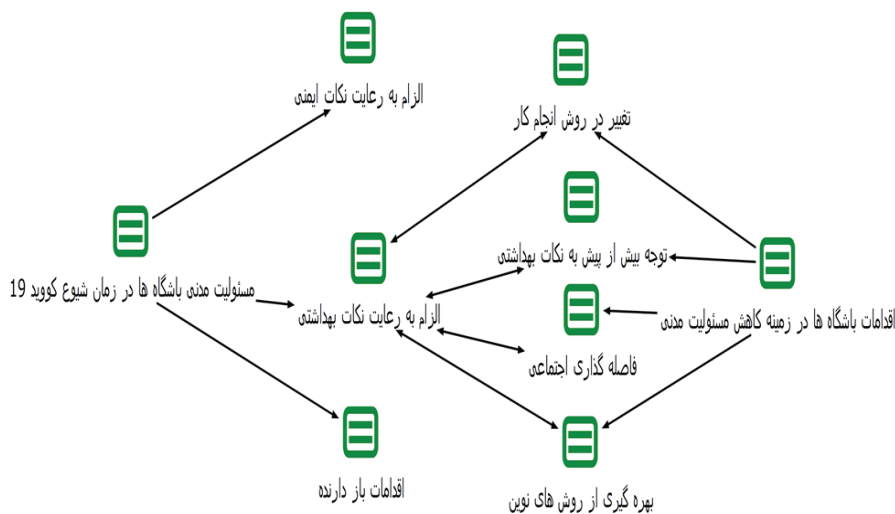 الزام به رعایت نکات ایمنی
تغییر در روش انجام کار
توجه بیش از پیش به نکات بهداشتی
مسئولیت مدنی باشگاه ها در زمان شیوع کووید 19
الزام به رعایت نکات بهداشتی
اقدامات باشگاه ها در زمینه کاهش مسئولیت مدنی
فاصله گذاری اجتماعی
اقدامات باز دارنده
بهره گیری از روش های نوین